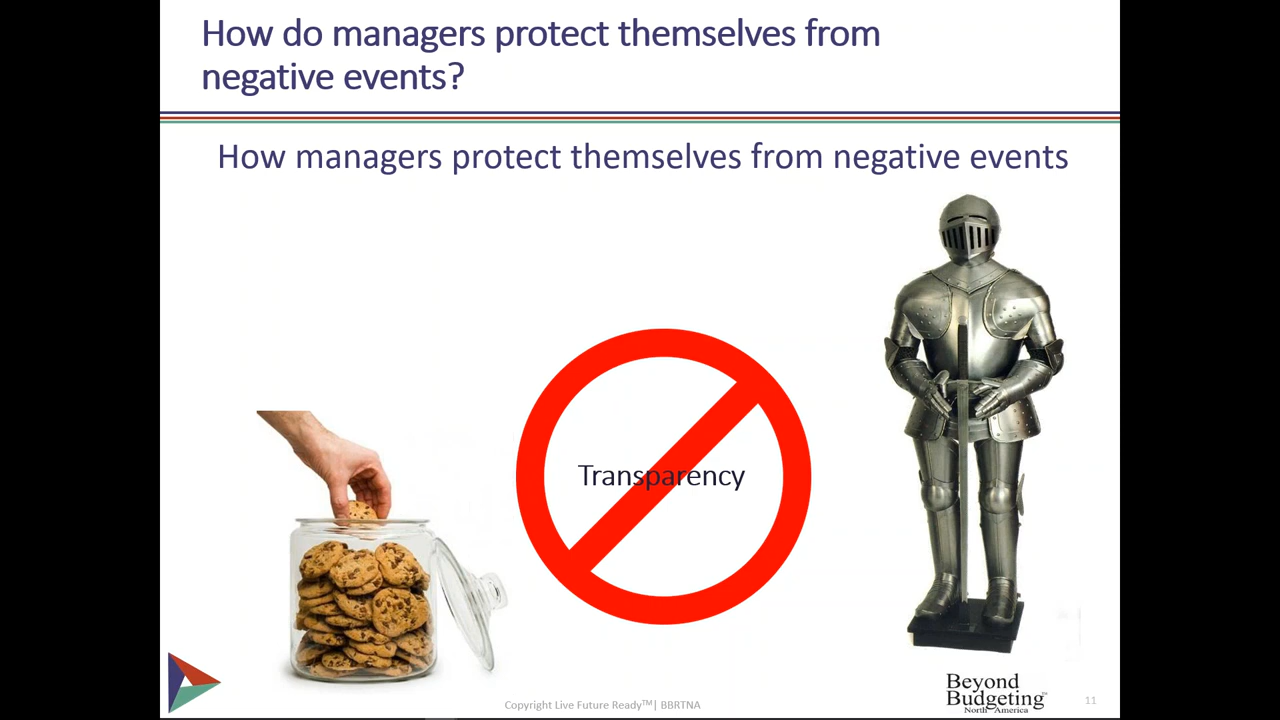 How do managers protect themselves from
negative events?
How managers protect themselves from negative events
Transparency
Copyright Live Future Ready™| BBRTNA
Beyond
Budgeting™
North America
11